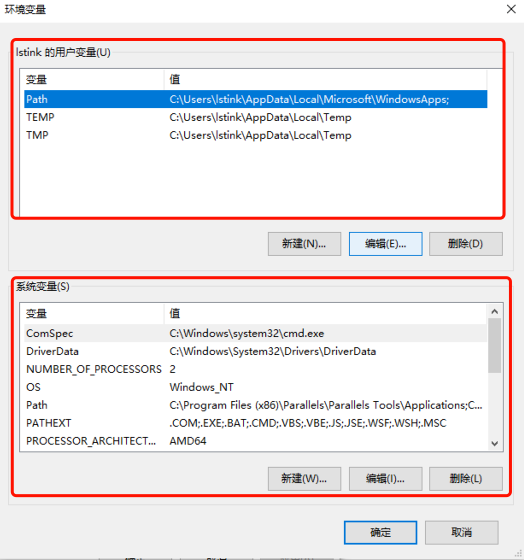 环境变量
lstink 的用户变量(U)
变量 值
Path C:\Users\lstink\AppData\Local\Microsoft\WindowsApps;
TEMP C:\Users\lstink\AppData\Local\Temp
TMP C:\Users\lstink\AppData\Local\Temp
新建(N)... 编辑(E)... 删除(D)
系统变量(S)
变量 值
ComSpec C:\Windows\system32\cmd.exe
DriverData C:\Windows\System32\Drivers\DriverData
NUMBER_OF_PROCESSORS 2
OS Windows_NT
Path C:\Program Files (x86)\Parallels\Parallels Tools\Applications;C...
PATHEXT .COM;.EXE;.BAT;.CMD;.VBS;.VBE;.JS;.JSE;.WSF;.WSH;.MSC
PROCESSOR_ARCHITECT... AMD64
新建(W)... 编辑(I)... 删除(L)
确定 取消